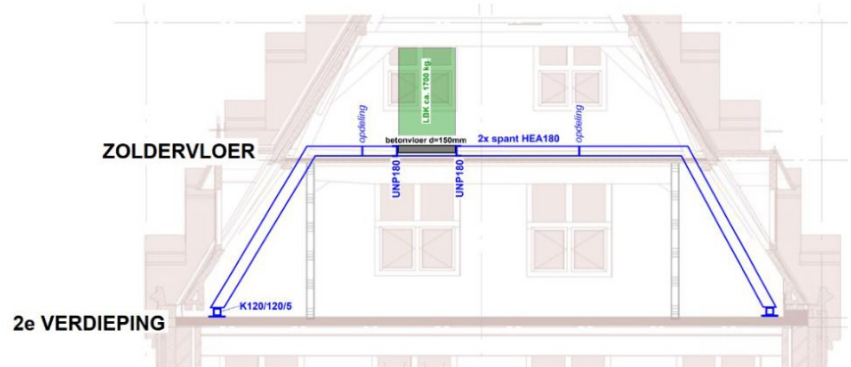 LBK ca. 1700 kg
opdeling
betonvloer d=150mm
2x spant HEA180
opdeling
ZOLDERVLOER
UNP180
UNP180
K120/120/5
2e VERDIEPING